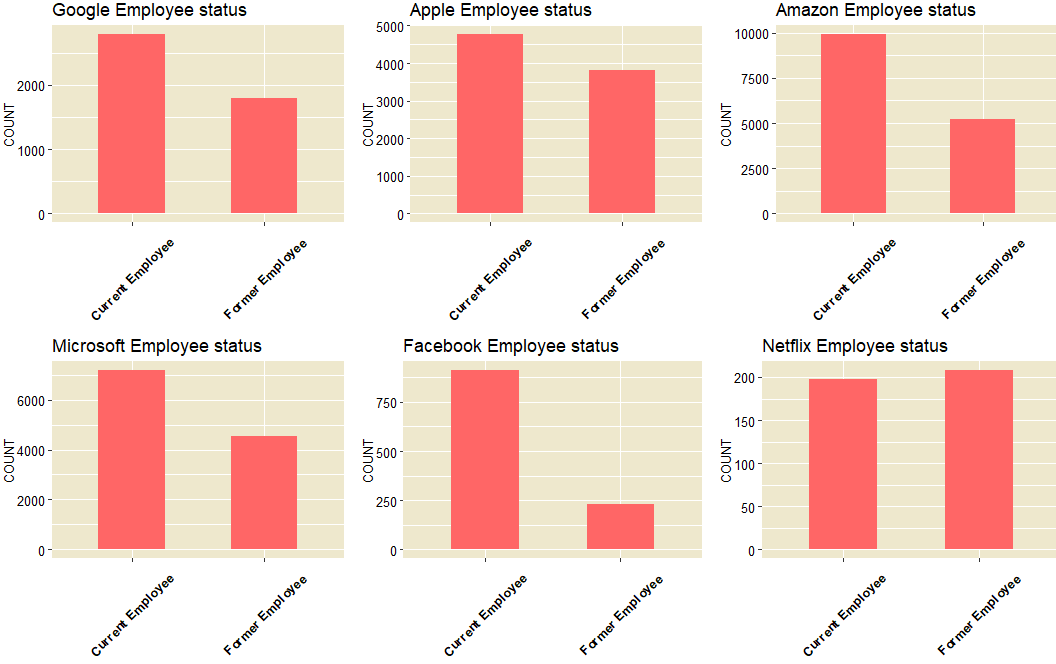 Google Employee status
COUNT
2000
1000
0
Current Employee
Former Employee
Apple Employee status
COUNT
5000
4000
3000
2000
1000
0
Current Employee
Former Employee
Amazon Employee status
COUNT
10000
7500
5000
2500
0
Current Employee
Former Employee
Microsoft Employee status
COUNT
6000
4000
2000
0
Current Employee
Former Employee
Facebook Employee status
COUNT
750
500
250
0
Current Employee
Former Employee
Netflix Employee status
COUNT
200
150
100
50
0
Current Employee
Former Employee